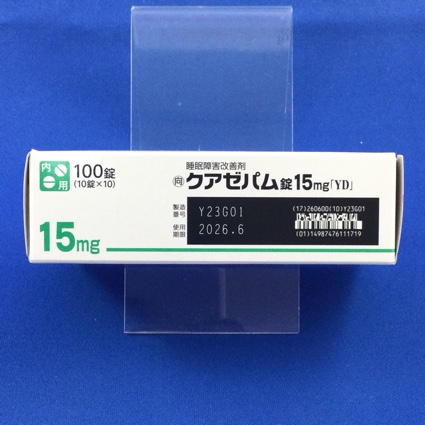 内用
100錠
(10錠×10)
15mg
睡眠障害改善剤
向 クアゼパム錠15mg「YD」
製造番号 Y23G01
使用期限 2026.6
(17)260600(10)Y23G01
(01)14987476111719